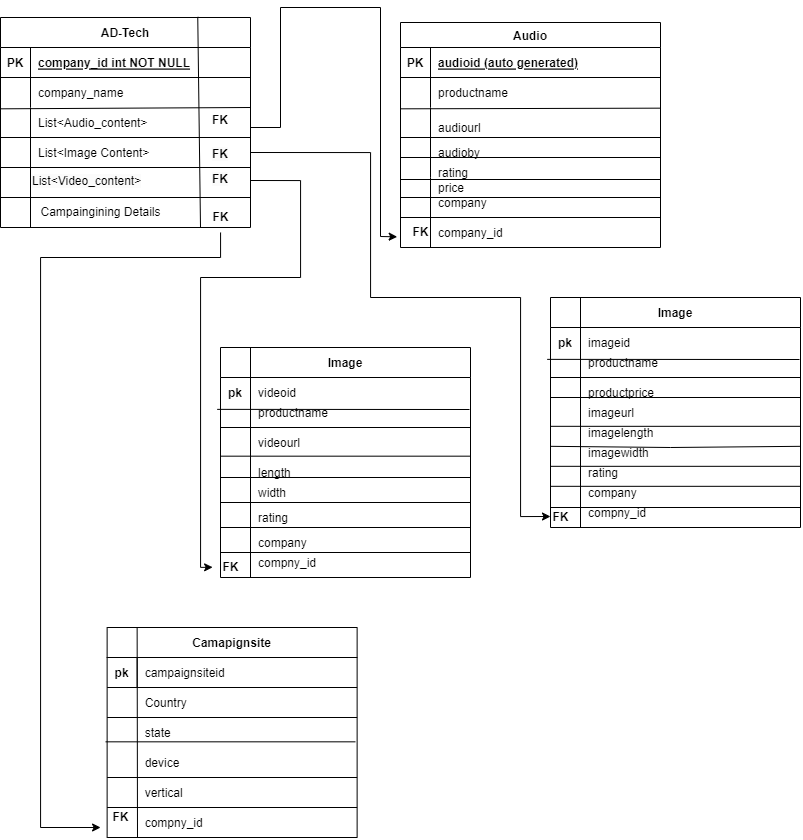 AD-Tech
PK company_id int NOT NULL
company_name
List<Audio_content> FK
List<Image Content> FK
List<Video_content> FK
Campaingining Details FK
Audio
PK audioid (auto generated)
productname
audiourl
audioby
rating
price
company
FK company_id
Image
pk imageid
productname
productprice
imageurl
imagelength
imagewidth
rating
company
FK compny_id
Image
pk videoid
productname
videourl
length
width
rating
company
FK compny_id
Camapignsite
pk campaignsiteid
Country
state
device
vertical
FK compny_id